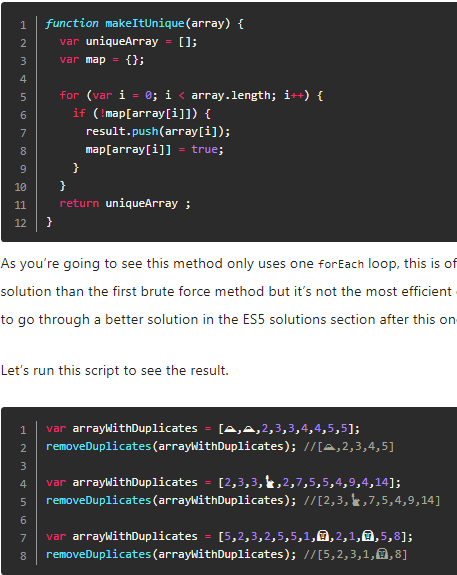 1 function makeItUnique(array) {
2 var uniqueArray = [];
3 var map = {};
4
5 for (var i = 0; i < array.length; i++) {
6 if (!map[array[i]]) {
7 result.push(array[i]);
8 map[array[i]] = true;
9 }
10 }
11 return uniqueArray ;
12 }
As you're going to see this method only uses one forEach loop, this is of
solution than the first brute force method but it's not the most efficient
to go through a better solution in the ES5 solutions section after this on
Let's run this script to see the result.
1 var arrayWithDuplicates = [,,2,3,3,4,4,5,5];
2 removeDuplicates(arrayWithDuplicates); //[,2,3,4,5]
3
4 var arrayWithDuplicates = [2,3,3,,2,7,5,5,4,9,4,14];
5 removeDuplicates(arrayWithDuplicates); //[2,3,,7,5,4,9,14]
6
7 var arrayWithDuplicates = [5,2,3,2,5,5,1,,2,1,,5,8];
8 removeDuplicates(arrayWithDuplicates); //[5,2,3,1,,8]